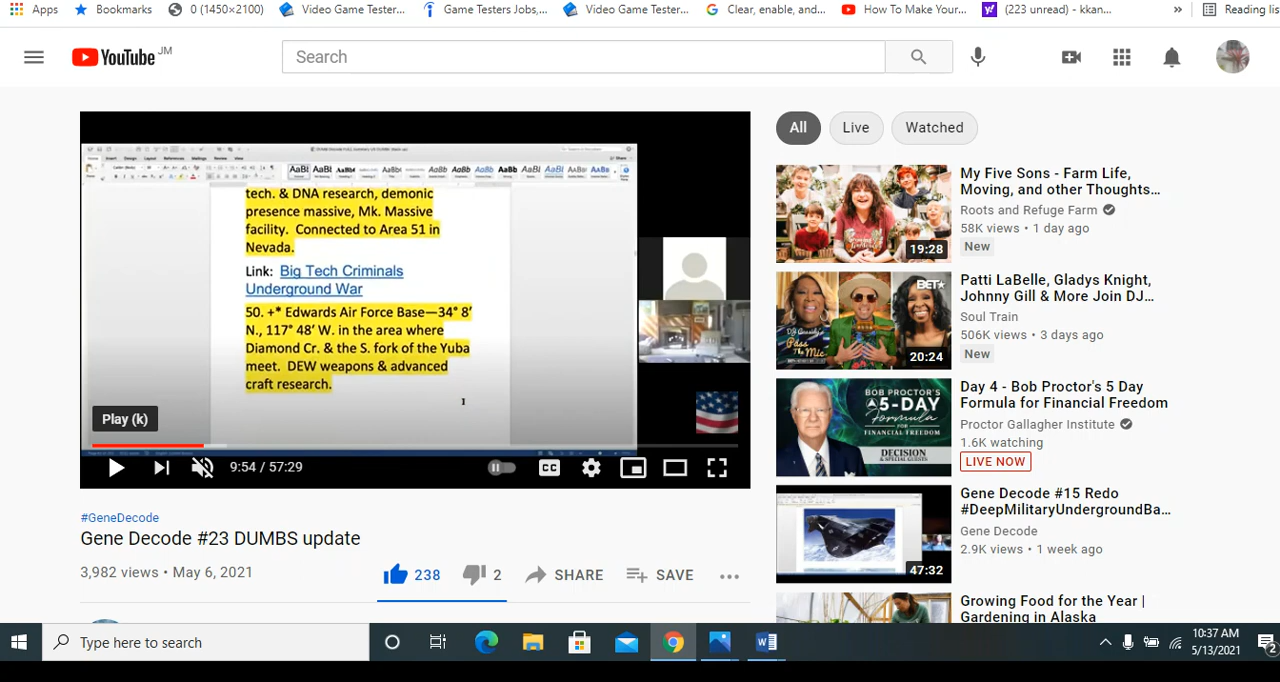 Apps
Bookmarks
0 (1450×2100)
Video Game Tester...
Game Testers Jobs,...
Video Game Tester...
Clear, enable, and...
How To Make Your...
(223 unread) - kkan...
»
Reading lis
YouTube JM
Search
tech. & DNA research, demonic
presence massive, Mk. Massive
facility. Connected to Area 51 in
Nevada.
Link: Big Tech Criminals
Underground War
50. +* Edwards Air Force Base—34° 8’
N., 117° 48’ W. in the area where
Diamond Cr. & the S. fork of the Yuba
meet. DEW weapons & advanced
craft research.
Play (k)
9:54 / 57:29
CC
#GeneDecode
Gene Decode #23 DUMBS update
3,982 views • May 6, 2021
238
2
SHARE
SAVE
All
Live
Watched
19:28
My Five Sons - Farm Life,
Moving, and other Thoughts...
Roots and Refuge Farm
58K views • 1 day ago
New
BET
Pass
The Mic
20:24
Patti LaBelle, Gladys Knight,
Johnny Gill & More Join DJ...
Soul Train
506K views • 3 days ago
New
BOB PROCTOR'S
5-DAY
Formula
FOR
FINANCIAL FREEDOM
DECISION
Day 4 - Bob Proctor's 5 Day
Formula for Financial Freedom
Proctor Gallagher Institute
1.6K watching
LIVE NOW
47:32
Gene Decode #15 Redo
#DeepMilitaryUndergroundBa...
Gene Decode
2.9K views • 1 week ago
Growing Food for the Year |
Gardening in Alaska
Type here to search
10:37 AM
5/13/2021
2